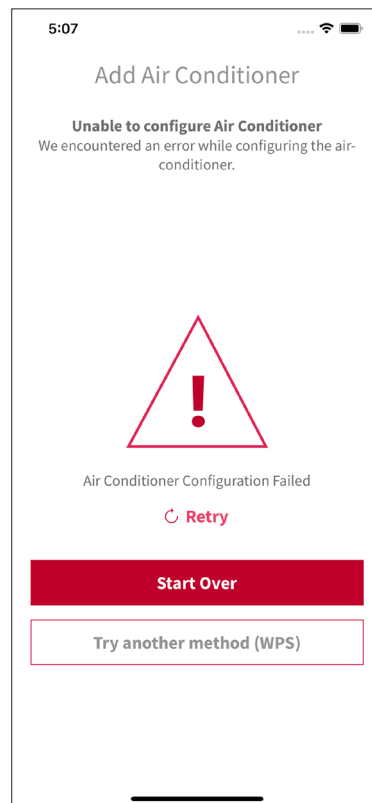 5:07
Add Air Conditioner
Unable to configure Air Conditioner
We encountered an error while configuring the air-
conditioner.
!
Air Conditioner Configuration Failed
Retry
Start Over
Try another method (WPS)